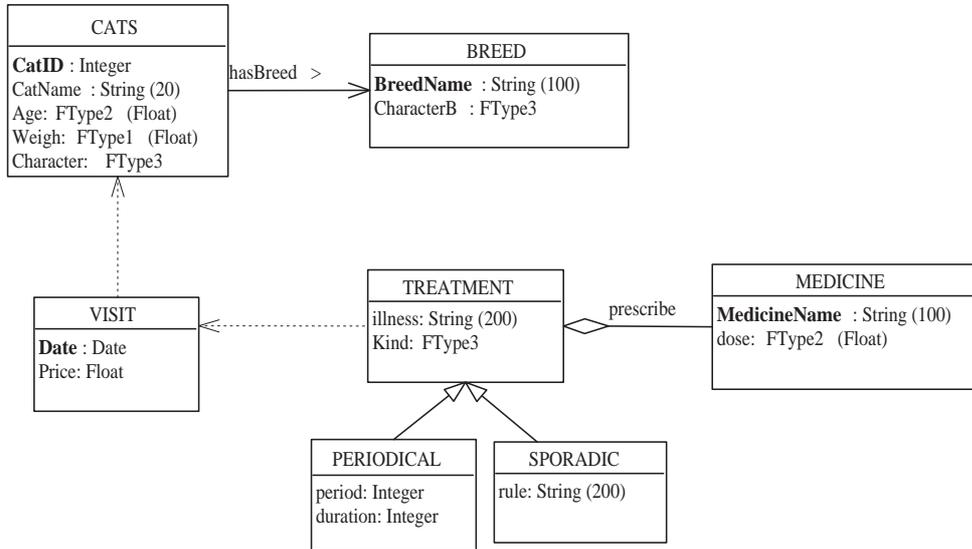 CATS
CatID : Integer
CatName : String (20)
Age: FType2 (Float)
Weigh: FType1 (Float)
Character: FType3
hasBreed >
BREED
BreedName : String (100)
CharacterB : FType3
VISIT
Date : Date
Price: Float
TREATMENT
illness: String (200)
Kind: FType3
prescribe
MEDICINE
MedicineName : String (100)
dose: FType2 (Float)
PERIODICAL
period: Integer
duration: Integer
SPORADIC
rule: String (200)